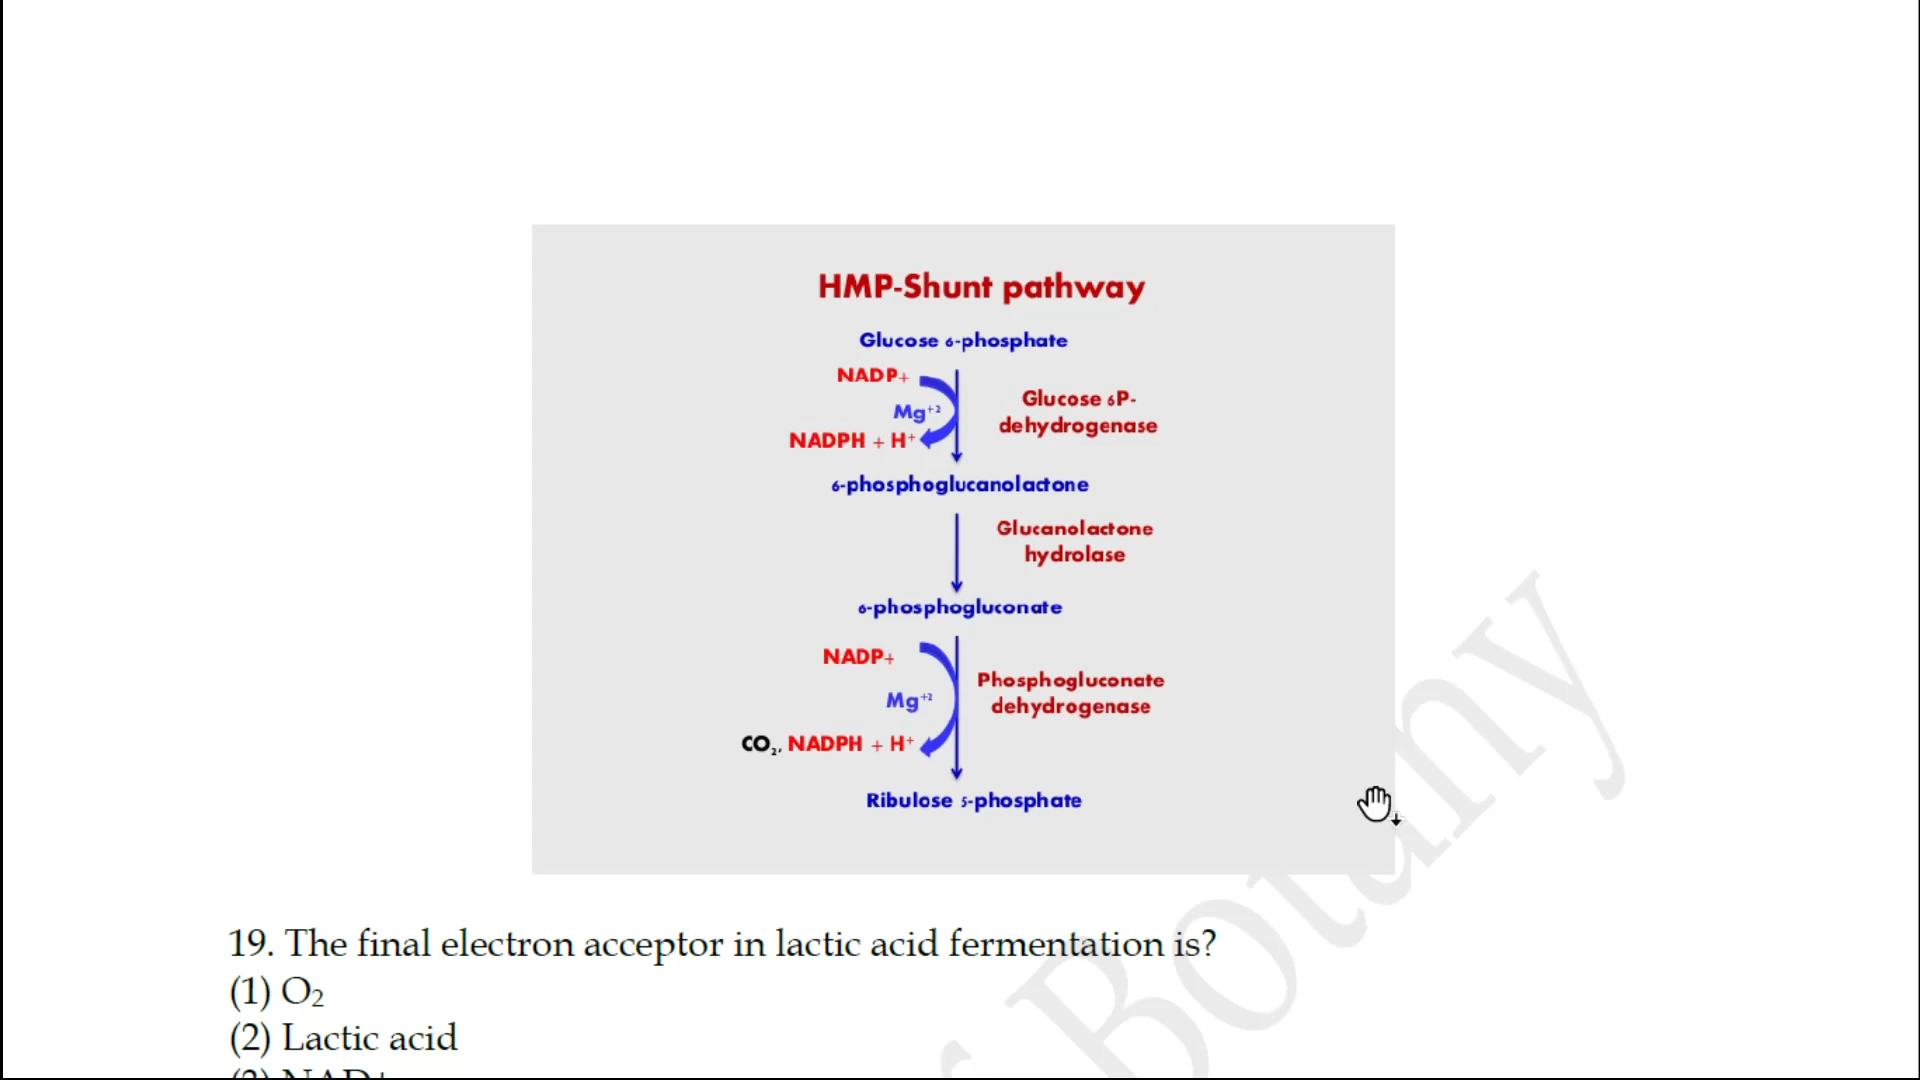 HMP-Shunt pathway
Glucose 6-phosphate
NADP+
Mg+2
NADPH + H+
Glucose 6P-
dehydrogenase
6-phosphoglucanolactone
Glucanolactone
hydrolase
6-phosphogluconate
NADP+
Mg+2
CO2, NADPH + H+
Phosphogluconate
dehydrogenase
Ribulose 5-phosphate
19. The final electron acceptor in lactic acid fermentation is?
(1) O2
(2) Lactic acid
(3) NAD+
Botany